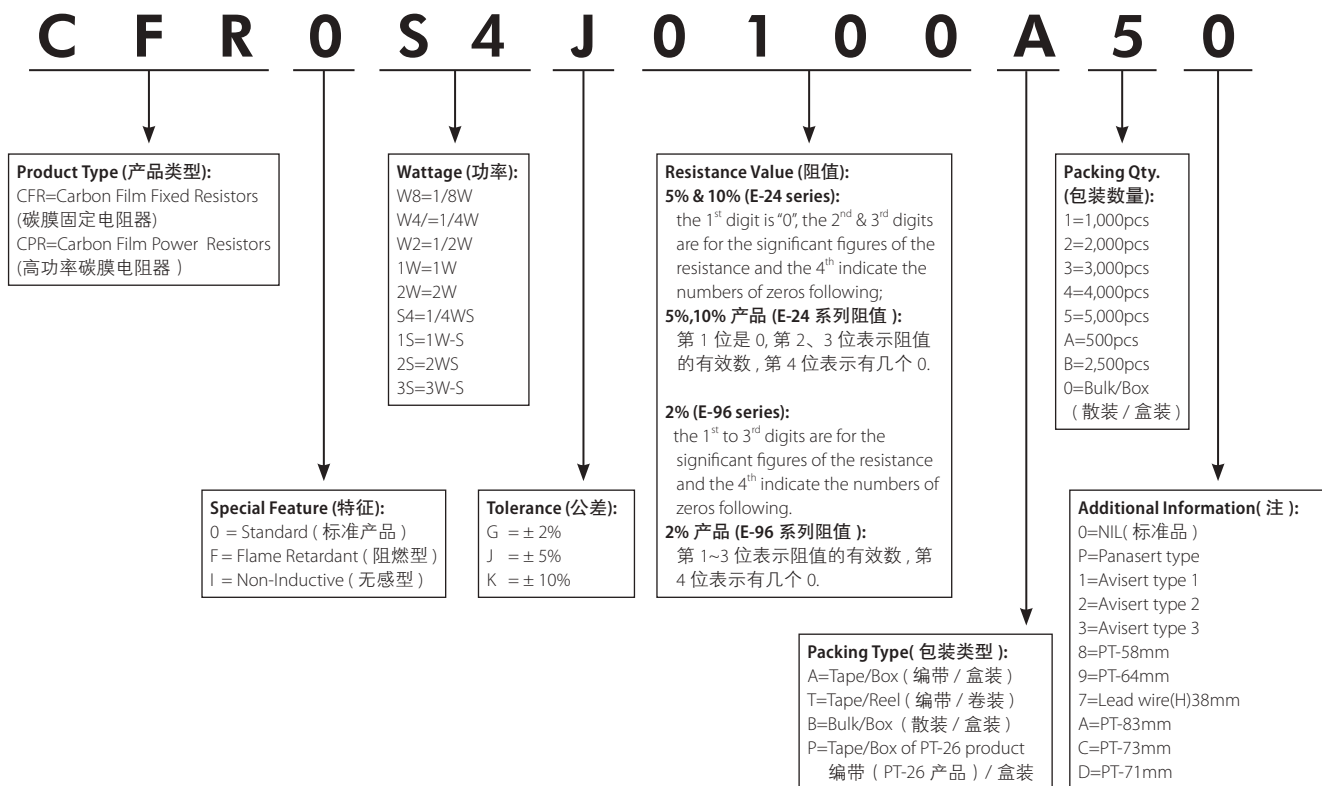 C F R 0 S 4 J 0 1 0 0 A 5 0
Product Type (产品类型):
CFR=Carbon Film Fixed Resistors
(碳膜固定电阻器)
CPR=Carbon Film Power Resistors
(高功率碳膜电阻器 )
Wattage (功率):
W8=1/8W
W4/=1/4W
W2=1/2W
1W=1W
2W=2W
S4=1/4WS
1S=1W-S
2S=2WS
3S=3W-S
Resistance Value (阻值):
5% & 10% (E-24 series):
the 1st digit is "0", the 2nd & 3rd digits
are for the significant figures of the
resistance and the 4th indicate the
numbers of zeros following;
5%,10% 产品 (E-24 系列阻值 ):
第 1 位是 0, 第 2、3 位表示阻值
的有效数 , 第 4 位表示有几个 0.
2% (E-96 series):
the 1st to 3rd digits are for the
significant figures of the resistance
and the 4th indicate the numbers of
zeros following.
2% 产品 (E-96 系列阻值 ):
第 1~3 位表示阻值的有效数 , 第
4 位表示有几个 0.
Packing Qty.
(包装数量):
1=1,000pcs
2=2,000pcs
3=3,000pcs
4=4,000pcs
5=5,000pcs
A=500pcs
B=2,500pcs
0=Bulk/Box
( 散装 / 盒装 )
Special Feature (特征):
0 = Standard ( 标准产品 )
F = Flame Retardant ( 阻燃型 )
I = Non-Inductive ( 无感型 )
Tolerance (公差):
G = ± 2%
J = ± 5%
K = ± 10%
Packing Type( 包装类型 ):
A=Tape/Box ( 编带 / 盒装 )
T=Tape/Reel ( 编带 / 卷装 )
B=Bulk/Box ( 散装 / 盒装 )
P=Tape/Box of PT-26 product
编带 ( PT-26 产品 ) / 盒装
Additional Information( 注 ):
0=NIL( 标准品 )
P=Panasert type
1=Avisert type 1
2=Avisert type 2
3=Avisert type 3
8=PT-58mm
9=PT-64mm
7=Lead wire(H)38mm
A=PT-83mm
C=PT-73mm
D=PT-71mm